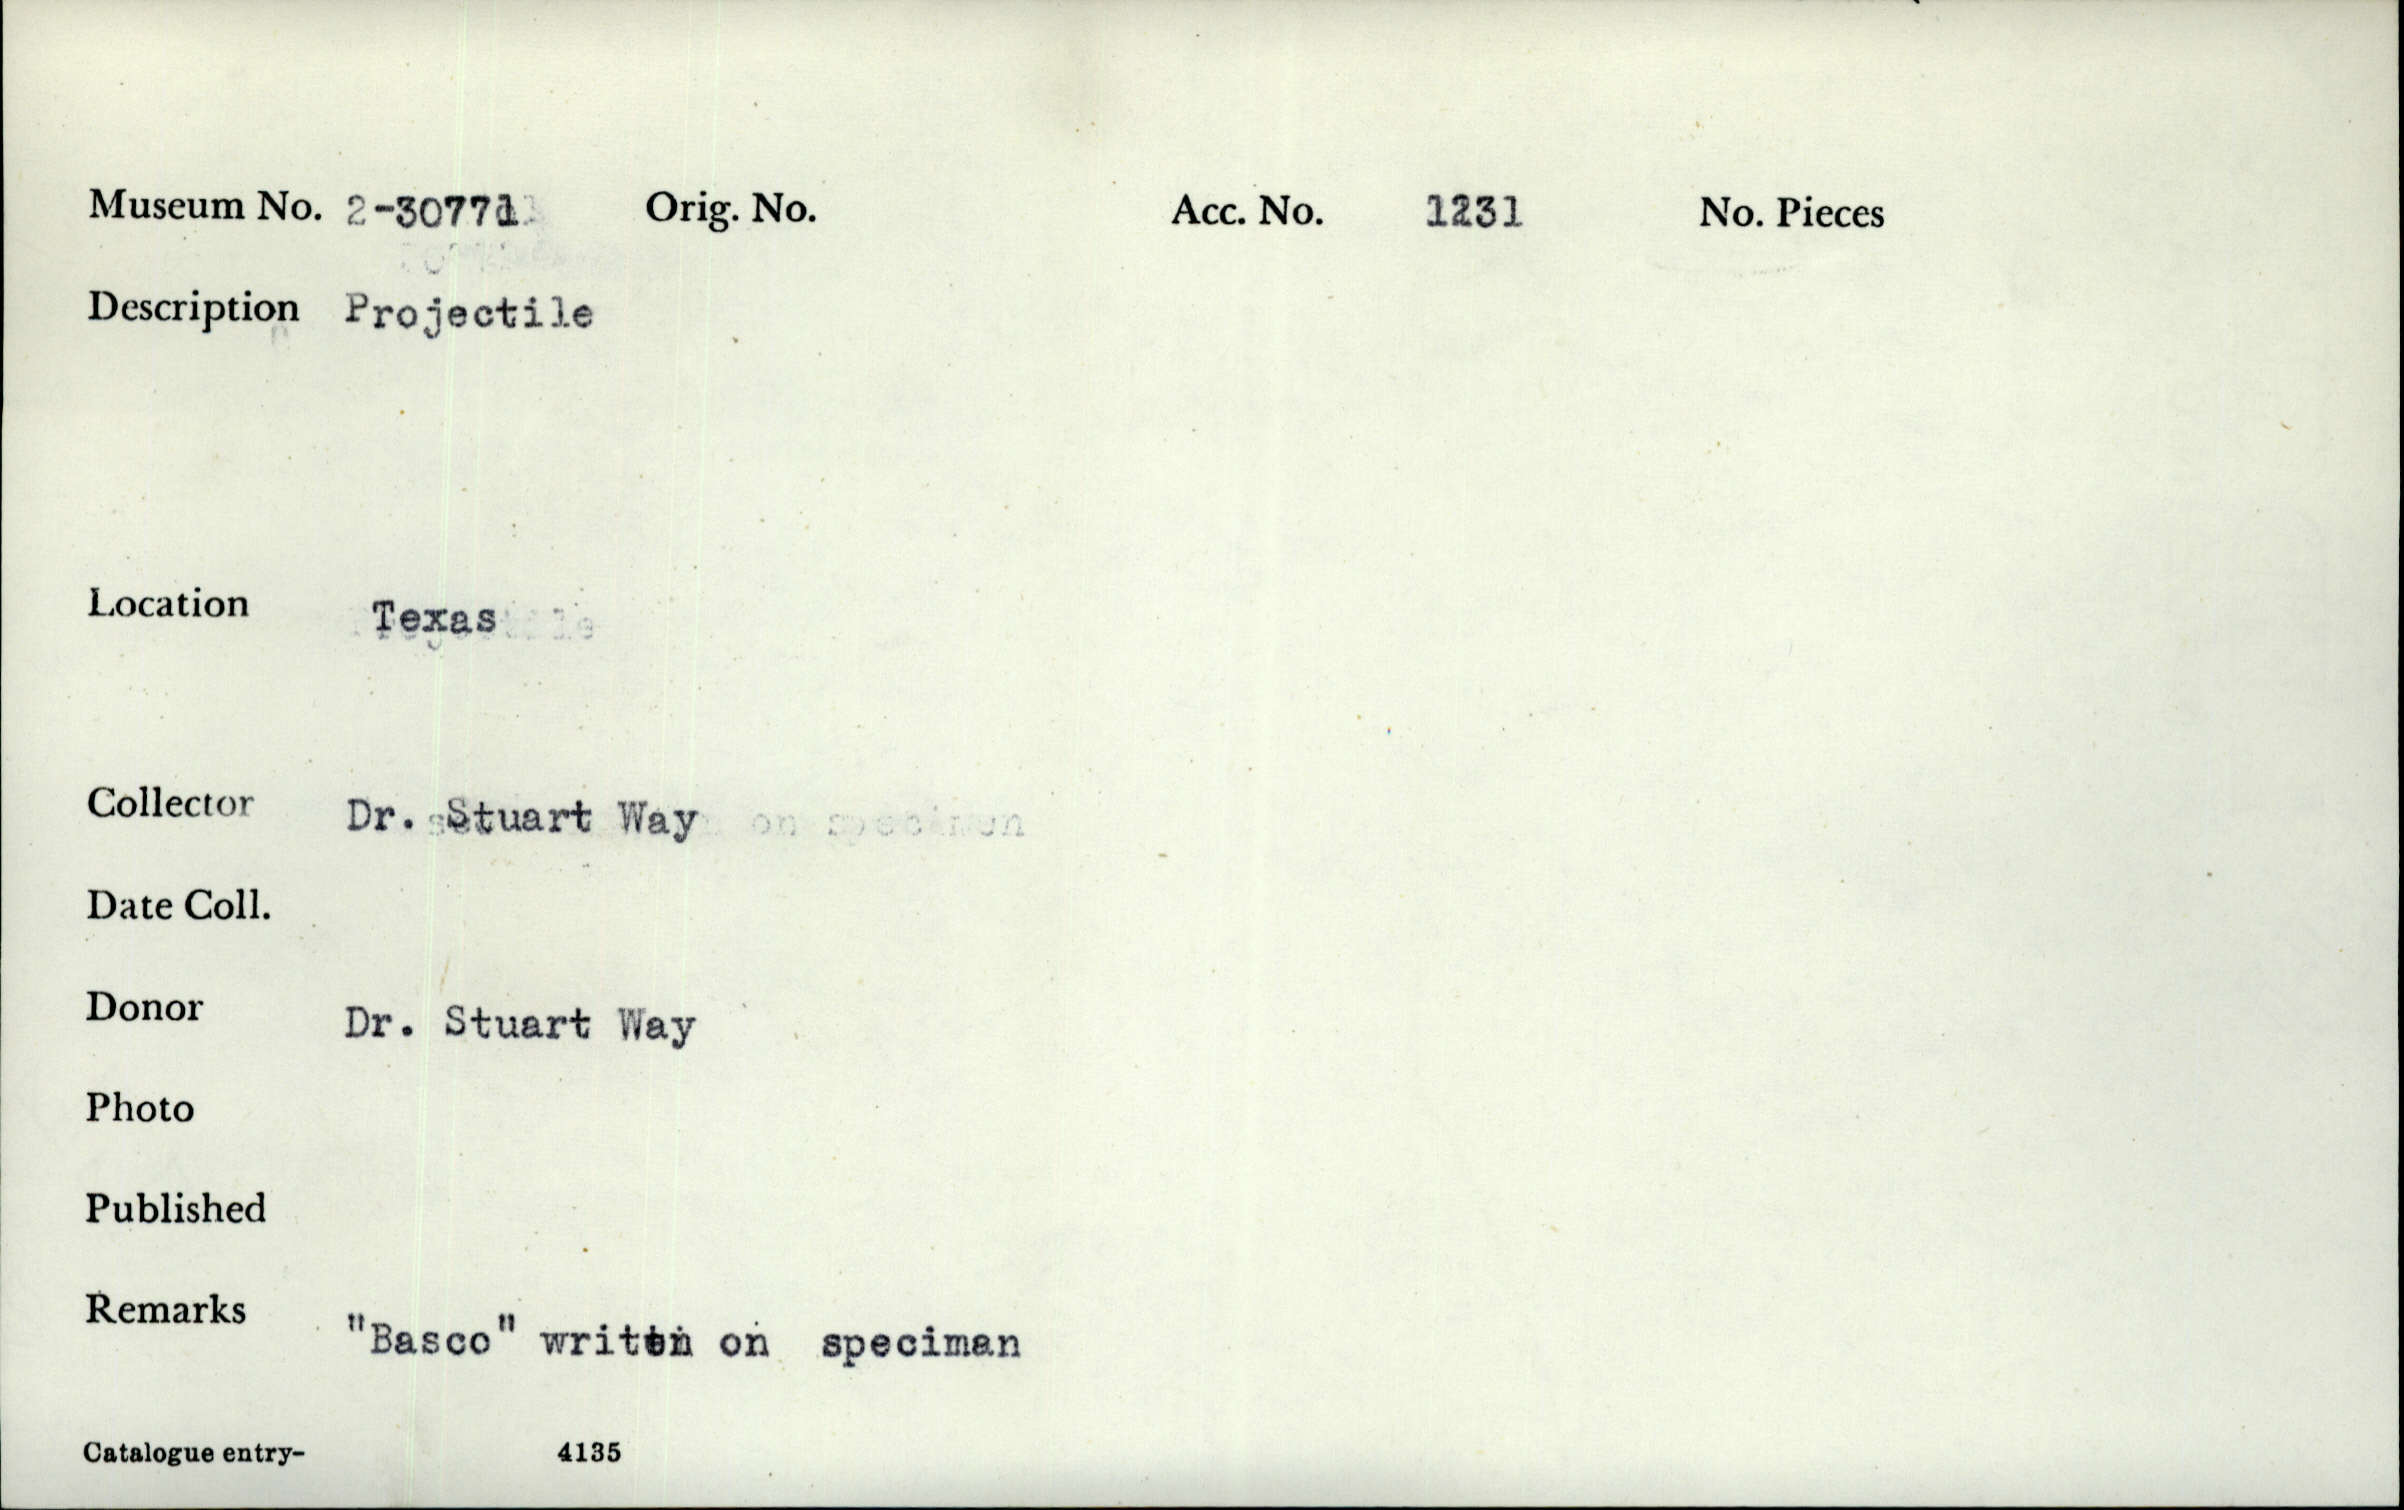 Museum No. 2-30771 Orig. No. Acc. No. 1231 No. Pieces
Description Projectile
Location Texas
Collector Dr. Stuart Way
Date Coll.
Donor Dr. Stuart Way
Photo
Published
Remarks "Basco" writtn on speciman
Catalogue entry- 4135